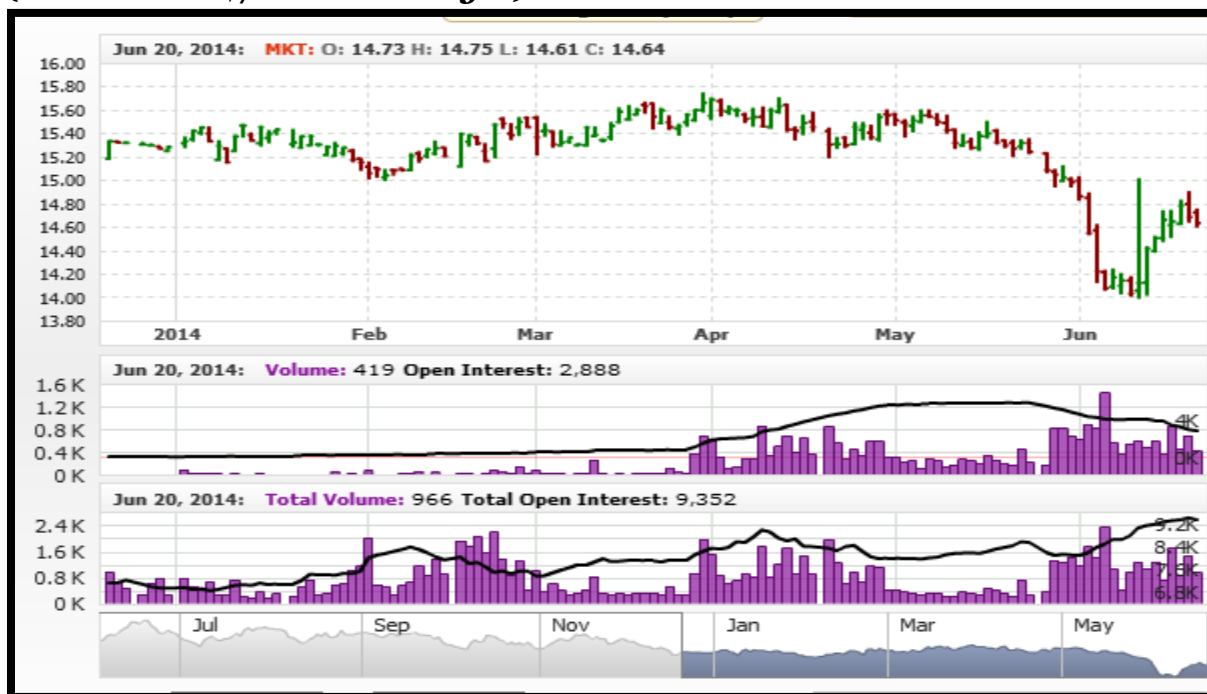 Jun 20, 2014: MKT: O: 14.73 H: 14.75 L: 14.61 C: 14.64
16.00
15.80
15.60
15.40
15.20
15.00
14.80
14.60
14.40
14.20
14.00
13.80
2014 Feb Mar Apr May Jun
Jun 20, 2014: Volume: 419 Open Interest: 2,888
1.6 K
1.2 K
0.8 K
4K
0.4 K
0K
0 K
Jun 20, 2014: Total Volume: 966 Total Open Interest: 9,352
2.4 K
9.2K
1.6 K
8.4K
0.8 K
6.8K
0 K
Jul Sep Nov Jan Mar May